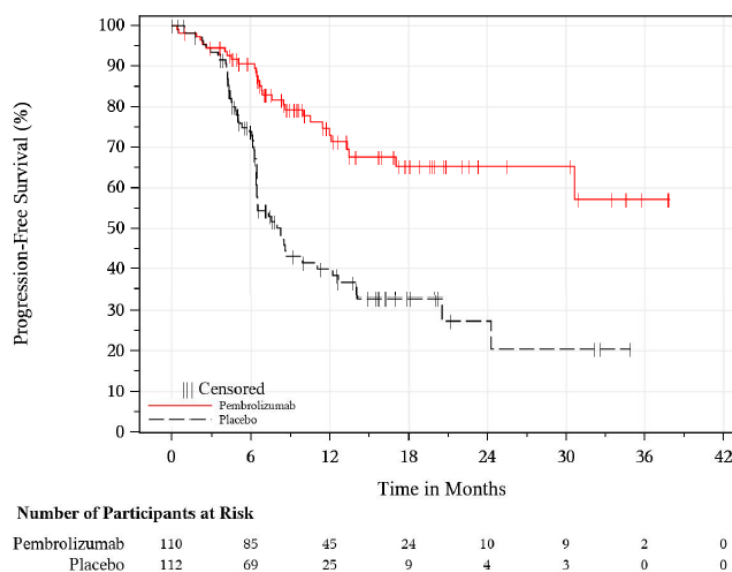 Progression-Free Survival (%)
100
90
80
70
60
50
40
30
20
10
0
||| Censored
Pembrolizumab
Placebo
0 6 12 18 24 30 36 42
Time in Months
Number of Participants at Risk
Pembrolizumab 110 85 45 24 10 9 2 0
Placebo 112 69 25 9 4 3 0 0